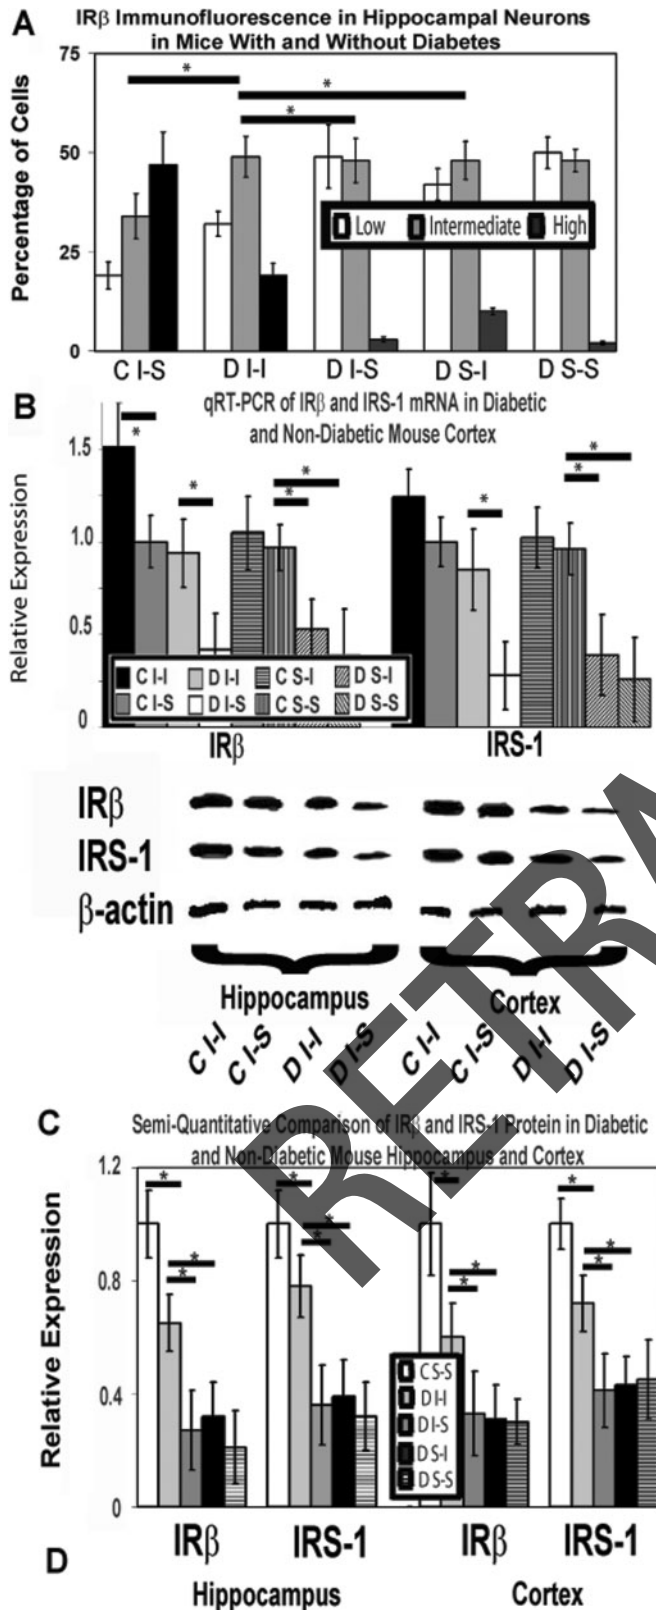 A
IRβ Immunofluorescence in Hippocampal Neurons
in Mice With and Without Diabetes
Percentage of Cells
75
50
25
0
* * *
Low Intermediate High
C I-S D I-I D I-S D S-I D S-S
B
qRT-PCR of IRβ and IRS-1 mRNA in Diabetic
and Non-Diabetic Mouse Cortex
Relative Expression
1.5
1.0
0.5
0
* * * * * * *
C I-I D I-I C S-I D S-I
C I-S D I-S C S-S D S-S
IRβ IRS-1
IRβ
IRS-1
β-actin
Hippocampus Cortex
C I-I C I-S D I-I D I-S C I-I C I-S D I-I D I-S
RETRA
C
Semi-Quantitative Comparison of IRβ and IRS-1 Protein in Diabetic
and Non-Diabetic Mouse Hippocampus and Cortex
Relative Expression
1.2
0.8
0.4
0
* * * * * * * * * * * *
C S-S
D I-I
D I-S
D S-I
D S-S
IRβ IRS-1 IRβ IRS-1
D
Hippocampus Cortex